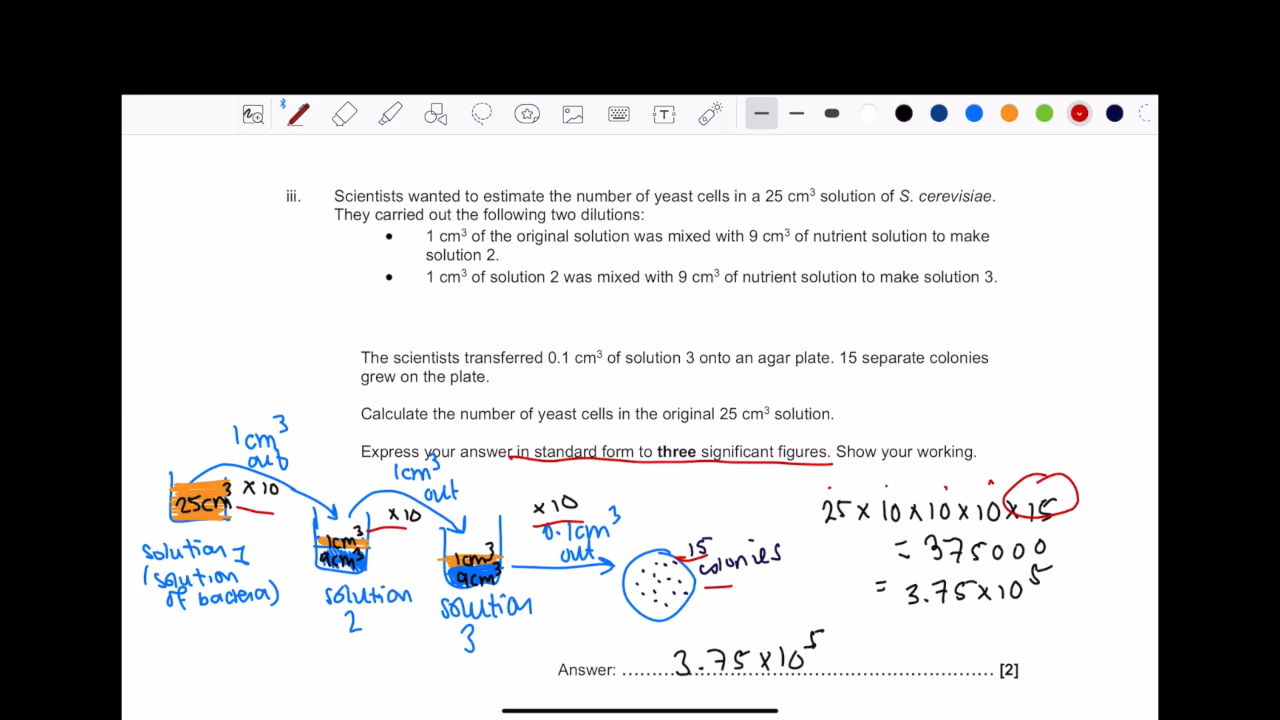 iii. Scientists wanted to estimate the number of yeast cells in a 25 cm³ solution of S. cerevisiae.
They carried out the following two dilutions:
• 1 cm³ of the original solution was mixed with 9 cm³ of nutrient solution to make
solution 2.
• 1 cm³ of solution 2 was mixed with 9 cm³ of nutrient solution to make solution 3.
The scientists transferred 0.1 cm³ of solution 3 onto an agar plate. 15 separate colonies
grew on the plate.
Calculate the number of yeast cells in the original 25 cm³ solution.
Express your answer in standard form to three significant figures. Show your working.
1cm³
out
25cm³
×10
solution 1
(solution
of bacteria)
1cm³
out
×10
1cm³
9cm³
solution
2
×10
0.1cm³
out
1cm³
9cm³
solution
3
15
colonies
25 × 10 × 10 × 10 × 15
= 375000
= 3.75 × 10⁵
Answer: 3.75 × 10⁵ [2]
T